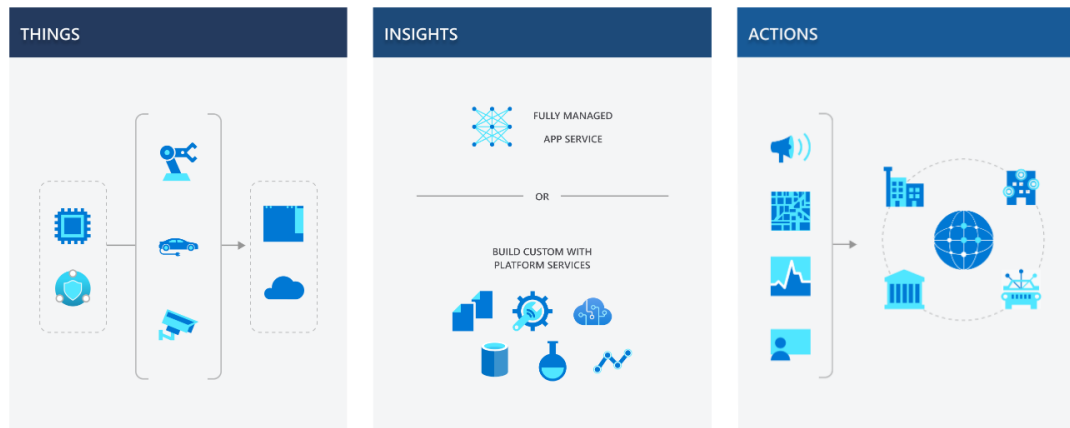 THINGS
INSIGHTS
ACTIONS
FULLY MANAGED
APP SERVICE
OR
BUILD CUSTOM WITH
PLATFORM SERVICES